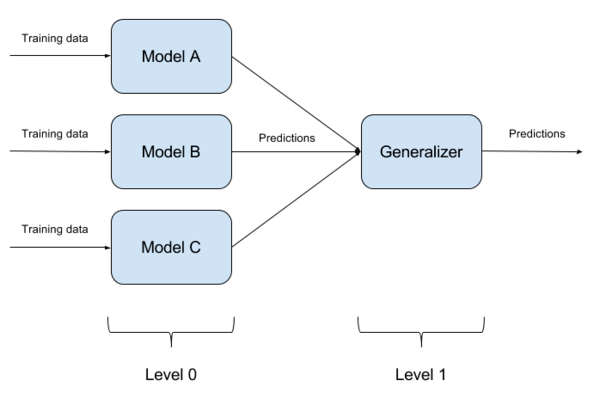 Training data
Model A
Training data
Model B
Predictions
Generalizer
Predictions
Training data
Model C
Level 0
Level 1